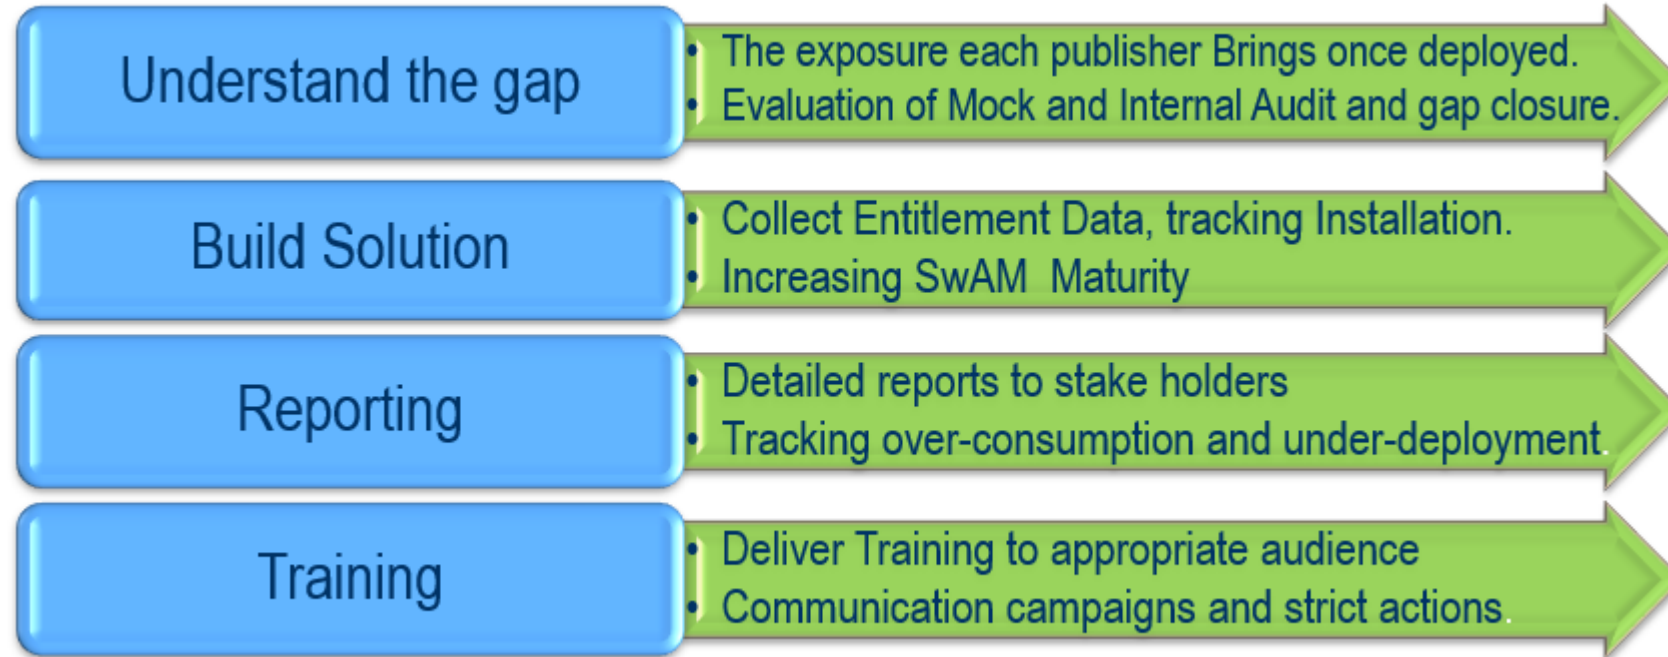 Understand the gap
• The exposure each publisher Brings once deployed.
• Evaluation of Mock and Internal Audit and gap closure.
Build Solution
• Collect Entitlement Data, tracking Installation.
• Increasing SwAM  Maturity
Reporting
• Detailed reports to stake holders
• Tracking over-consumption and under-deployment.
Training
• Deliver Training to appropriate audience
• Communication campaigns and strict actions.